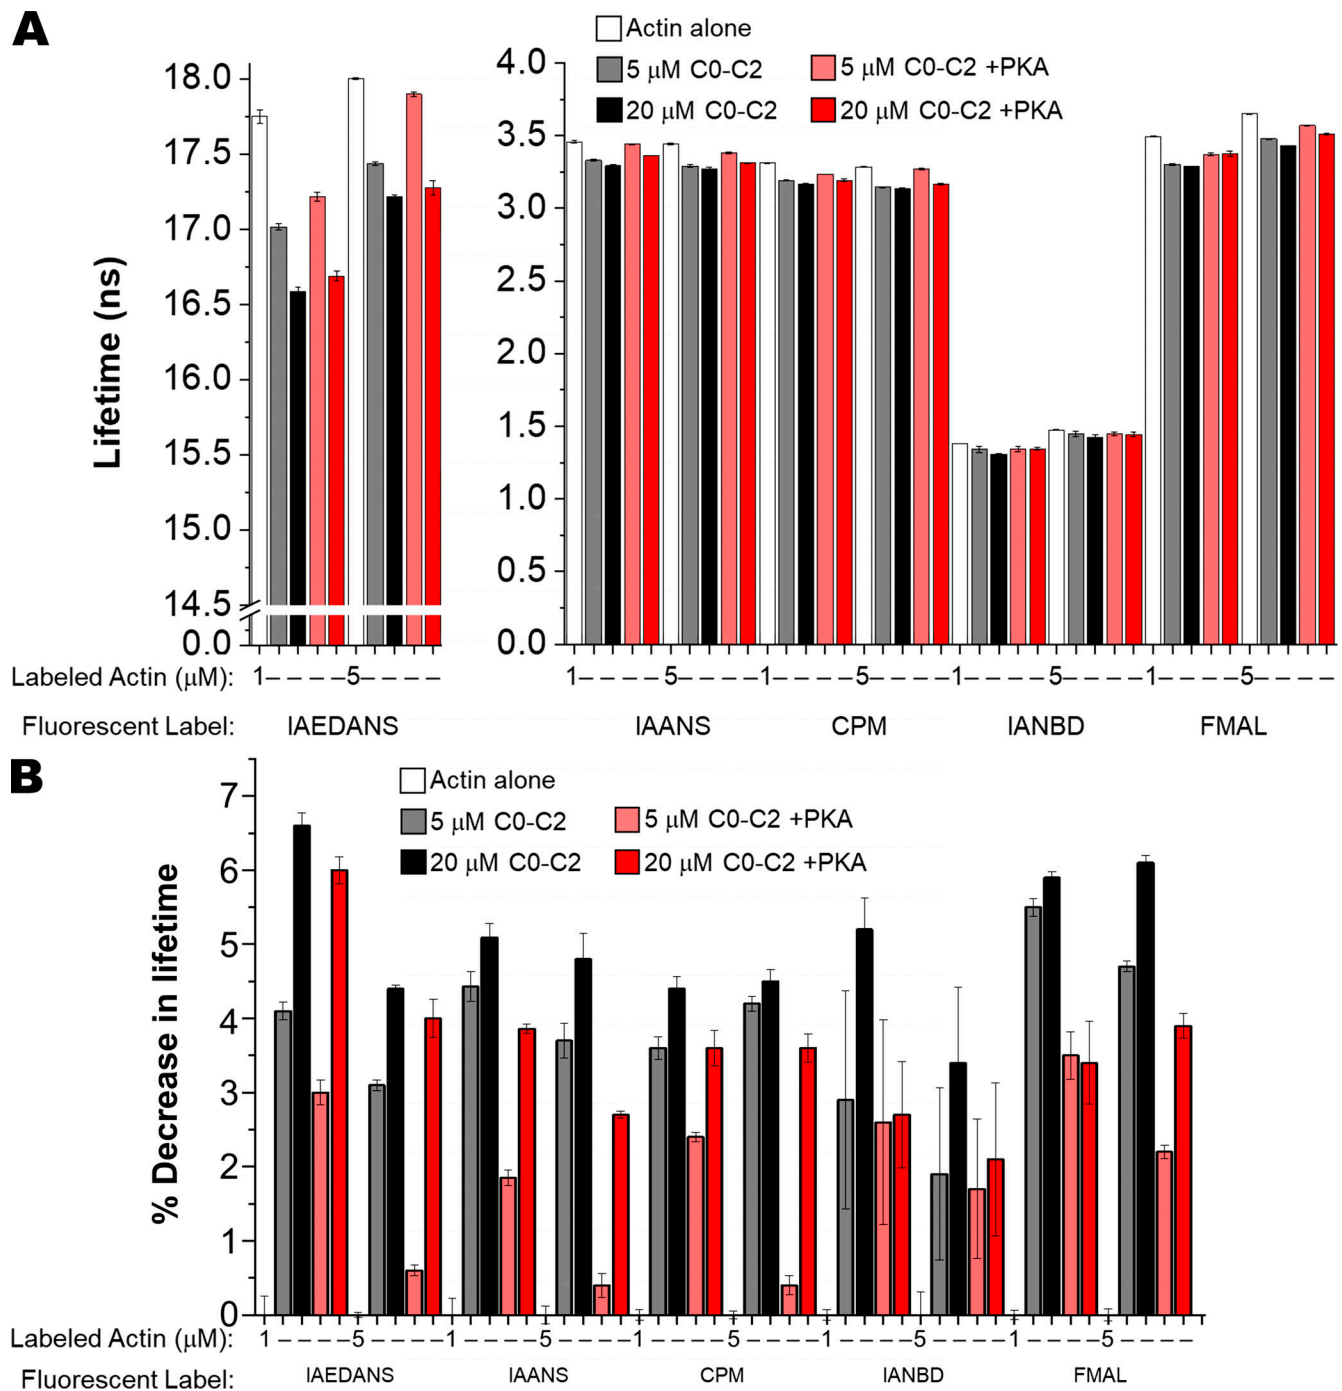 A
Actin alone
5 μM C0-C2
5 μM C0-C2 +PKA
20 μM C0-C2
20 μM C0-C2 +PKA
Lifetime (ns)
18.0
17.5
17.0
16.5
16.0
15.5
15.0
14.5
0.0
4.0
3.5
3.0
2.5
2.0
1.5
1.0
0.5
0.0
Labeled Actin (μM): 1– – – – –5– – – – 1– – – – –5– – – – –1– – – – –5– – – – –1– – – – –5– – – – –1– – – – –5– – – –
Fluorescent Label: IAEDANS IAANS CPM IANBD FMAL
B
Actin alone
5 μM C0-C2
5 μM C0-C2 +PKA
20 μM C0-C2
20 μM C0-C2 +PKA
% Decrease in lifetime
7
6
5
4
3
2
1
0
Labeled Actin (μM): 1 – – – – –5 – – – – –1 – – – – –5 – – – – –1 – – – – –5 – – – – –1 – – – – –5 – – – – –1 – – – – –5 – – – –
Fluorescent Label: IAEDANS IAANS CPM IANBD FMAL